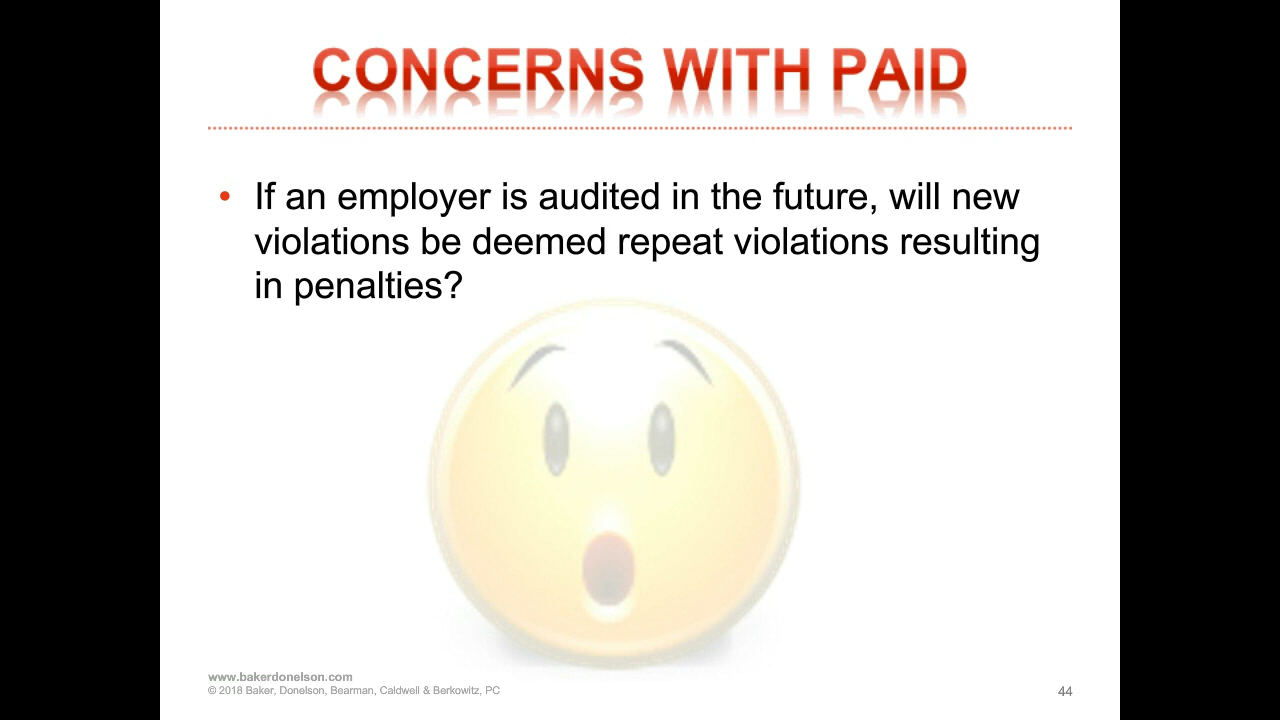 CONCERNS WITH PAID
• If an employer is audited in the future, will new
violations be deemed repeat violations resulting
in penalties?
www.bakerdonelson.com
© 2018 Baker, Donelson, Bearman, Caldwell & Berkowitz, PC
44